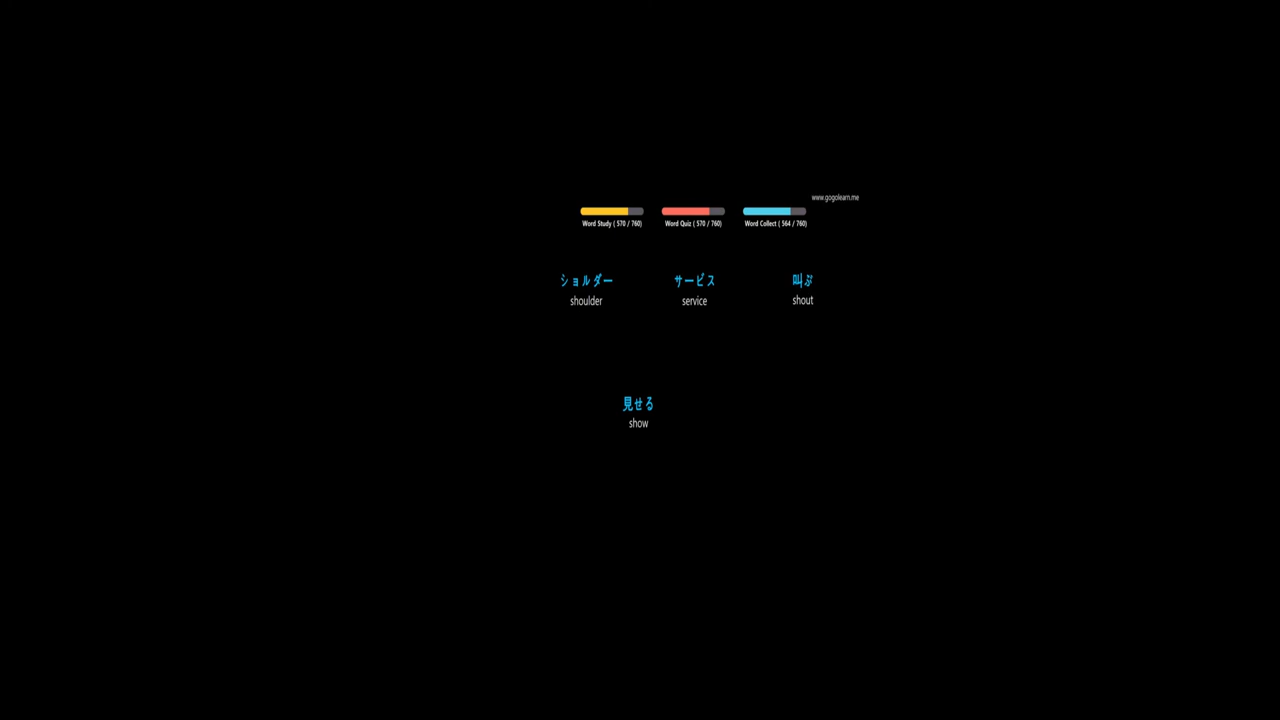 www.gogolearn.me
Word Study ( 570 / 760) Word Quiz ( 570 / 760) Word Collect ( 564 / 760)
ショルダー サービス 叫ぶ
shoulder service shout
見せる
show